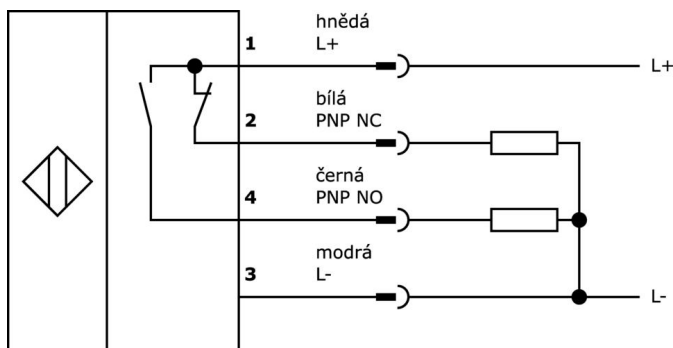 hnědá
1 L+
L+
bílá
2 PNP NC
černá
4 PNP NO
modrá
3 L-
L-